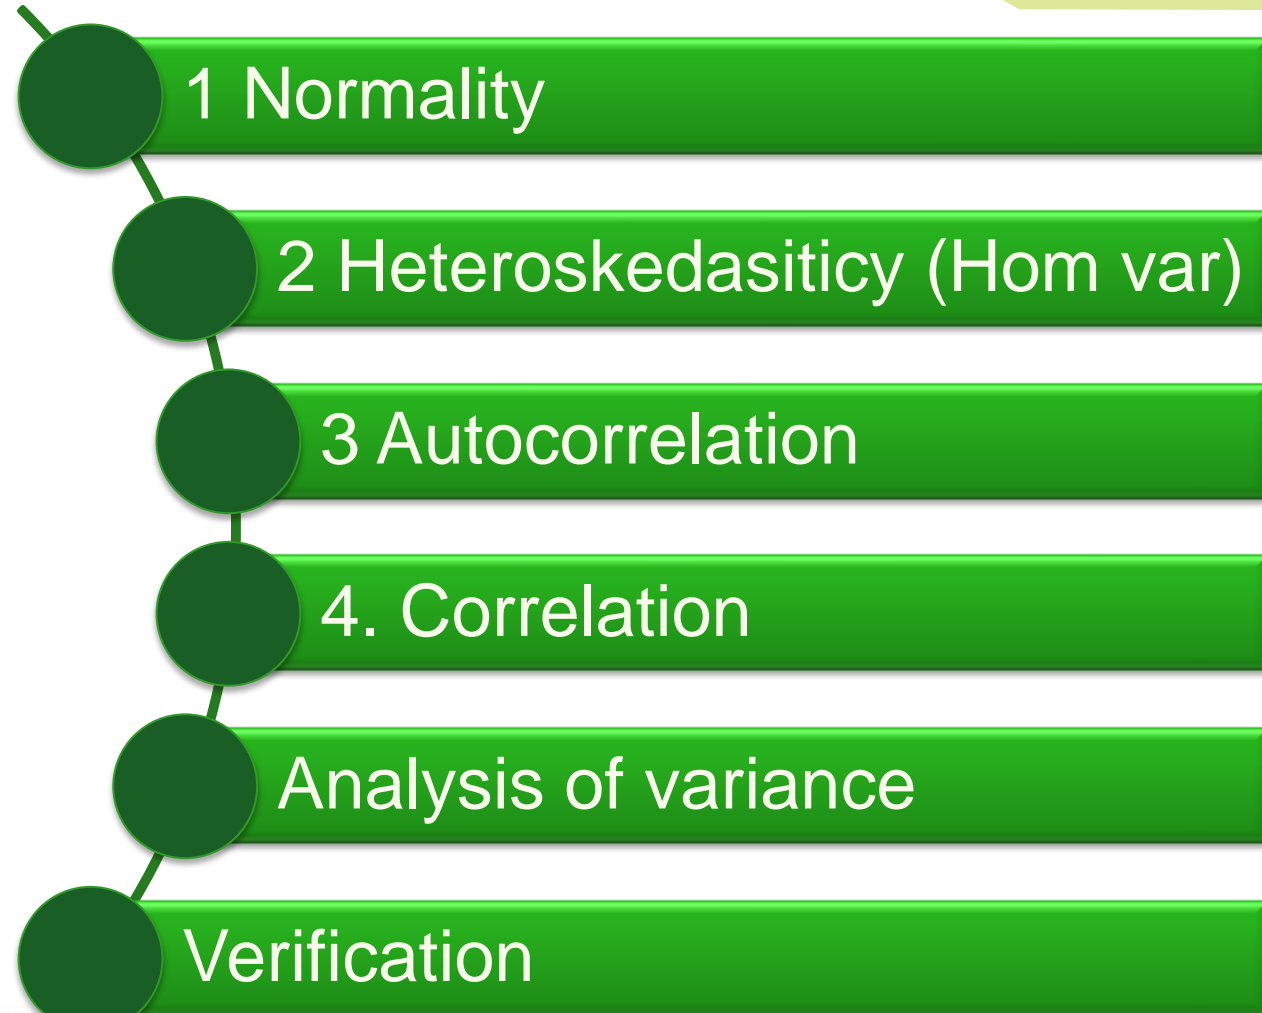 1 Normality
2 Heteroskedasiticy (Hom var)
3 Autocorrelation
4. Correlation
Analysis of variance
Verification